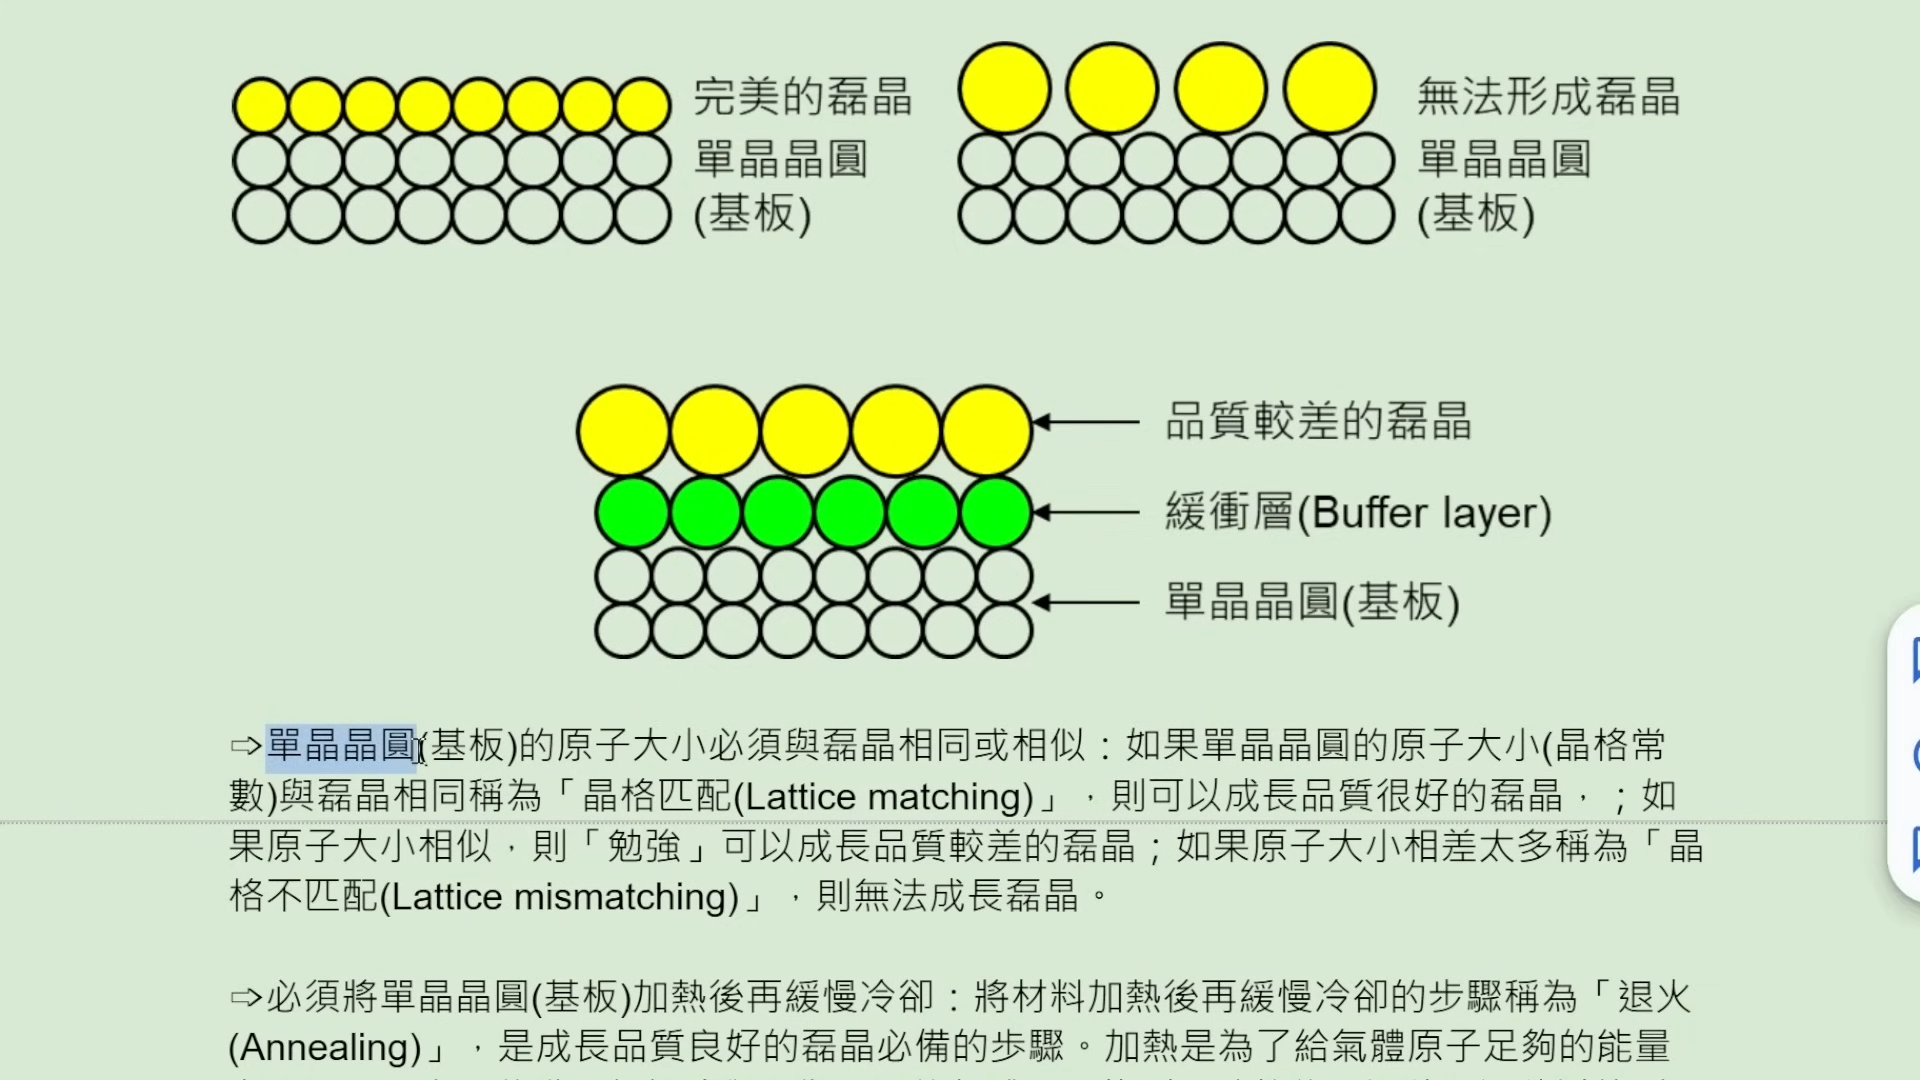 完美的磊晶
單晶晶圓
(基板)
無法形成磊晶
單晶晶圓
(基板)
品質較差的磊晶
緩衝層(Buffer layer)
單晶晶圓(基板)
⇨單晶晶圓(基板)的原子大小必須與磊晶相同或相似：如果單晶晶圓的原子大小(晶格常
數)與磊晶相同稱為「晶格匹配(Lattice matching)」，則可以成長品質很好的磊晶，；如
果原子大小相似，則「勉強」可以成長品質較差的磊晶；如果原子大小相差太多稱為「晶
格不匹配(Lattice mismatching)」，則無法成長磊晶。
⇨必須將單晶晶圓(基板)加熱後再緩慢冷卻：將材料加熱後再緩慢冷卻的步驟稱為「退火
(Annealing)」，是成長品質良好的磊晶必備的步驟。加熱是為了給氣體原子足夠的能量